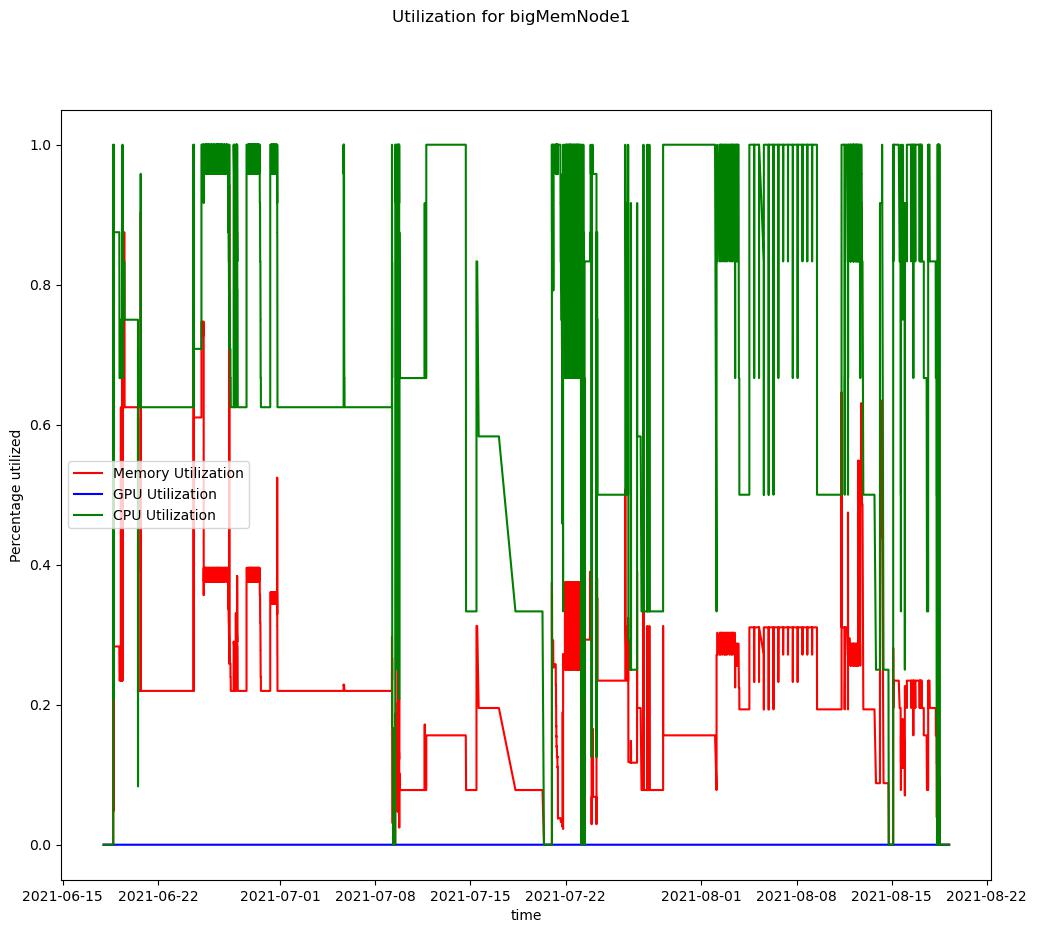 Utilization for bigMemNode1
1.0
0.8
0.6
0.4
0.2
0.0
Percentage utilized
Memory Utilization
GPU Utilization
CPU Utilization
2021-06-15 2021-06-22 2021-07-01 2021-07-08 2021-07-15 2021-07-22 2021-08-01 2021-08-08 2021-08-15 2021-08-22
time